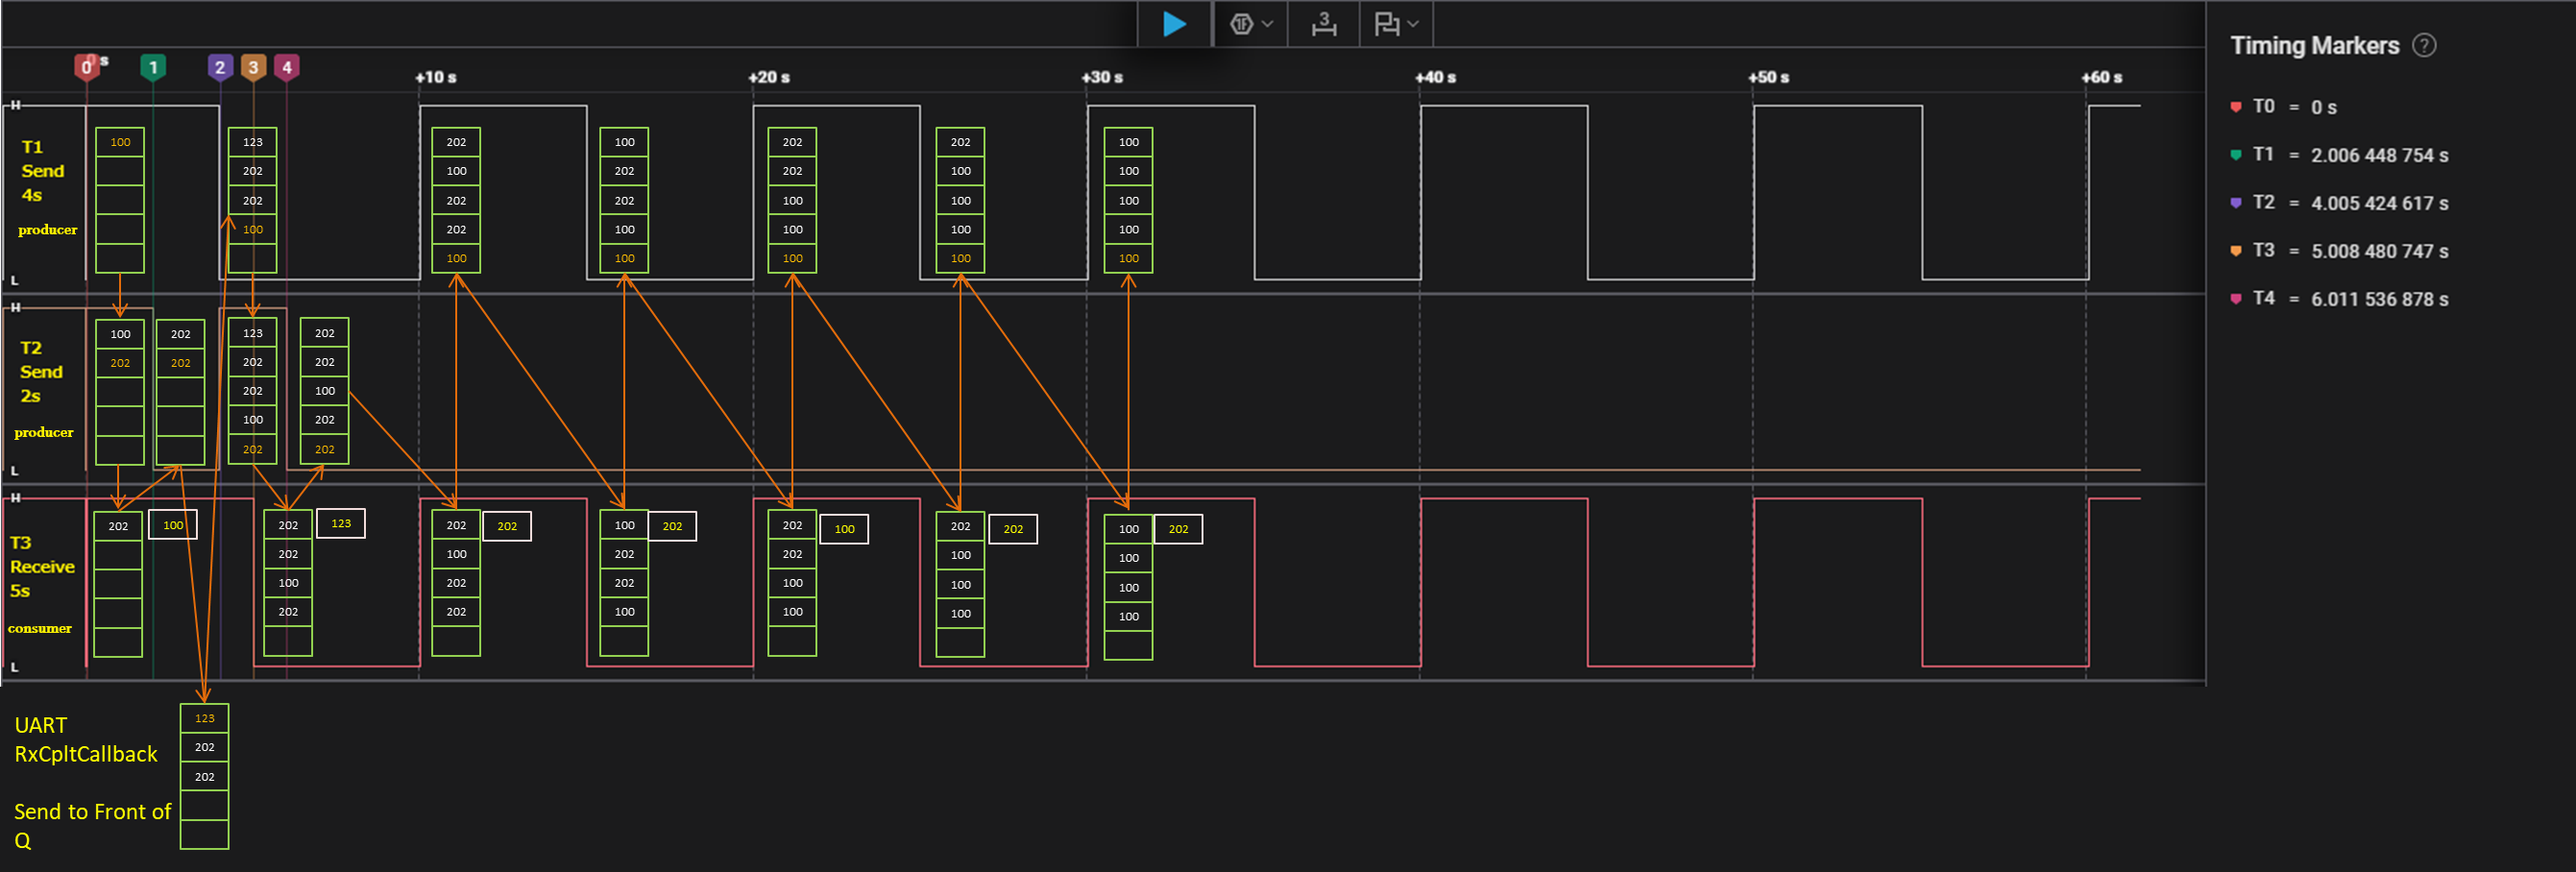 3
Timing Markers ?
0 s 1 2 3 4 +10 s +20 s +30 s +40 s +50 s +60 s
T0 = 0 s
T1 = 2.006 448 754 s
T2 = 4.005 424 617 s
T3 = 5.008 480 747 s
T4 = 6.011 536 878 s
H
T1
Send
4s
producer
L
100
123
202
202
100
202
100
202
202
100
100
202
202
100
100
202
202
100
100
100
202
100
100
100
100
100
100
100
100
100
H
T2
Send
2s
producer
L
100
202
202
202
123
202
202
100
202
202
202
100
202
202
H
T3
Receive
5s
consumer
L
202
100
202
202
100
202
123
202
100
202
202
202
100
202
202
100
202
202
202
100
100
100
202
100
100
100
202
100
100
100
100
202
UART
RxCpltCallback
Send to Front of
Q
123
202
202